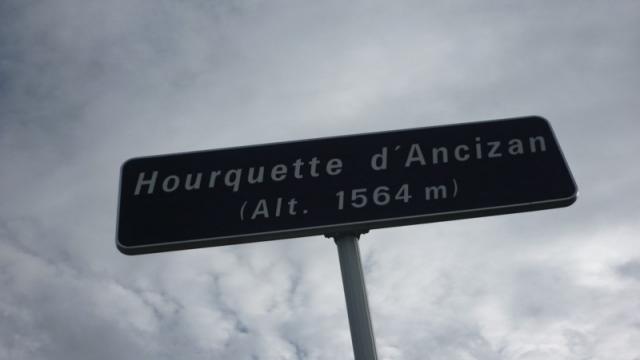 Hourquette d'Ancizan
(Alt. 1564 m)